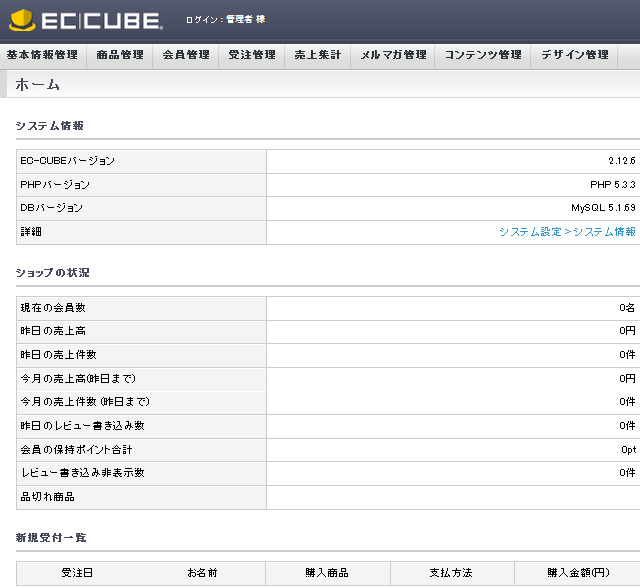 EC CUBE ログイン : 管理者 様
基本情報管理 商品管理 会員管理 受注管理 売上集計 メルマガ管理 コンテンツ管理 デザイン管理
ホーム
システム情報
EC-CUBEバージョン 2.12.6
PHPバージョン PHP 5.3.3
DBバージョン MySQL 5.1.69
詳細 システム設定＞システム情報
ショップの状況
現在の会員数 0名
昨日の売上高 0円
昨日の売上件数 0件
今月の売上高(昨日まで) 0円
今月の売上件数 (昨日まで) 0件
昨日のレビュー書き込み数 0件
会員の保持ポイント合計 0pt
レビュー書き込み非表示数 0件
品切れ商品
新規受付一覧
受注日 お名前 購入商品 支払方法 購入金額(円)